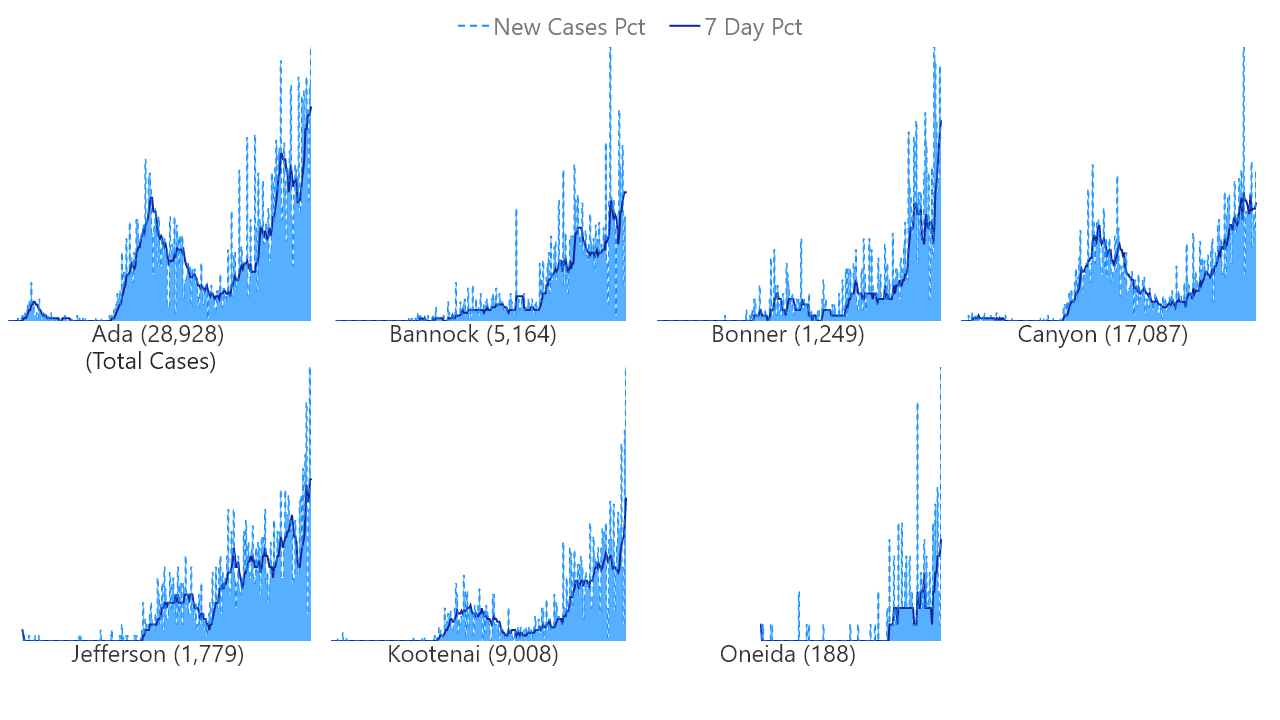 New Cases Pct 7 Day Pct
Ada (28,928) Bannock (5,164) Bonner (1,249) Canyon (17,087)
(Total Cases)
Jefferson (1,779) Kootenai (9,008) Oneida (188)